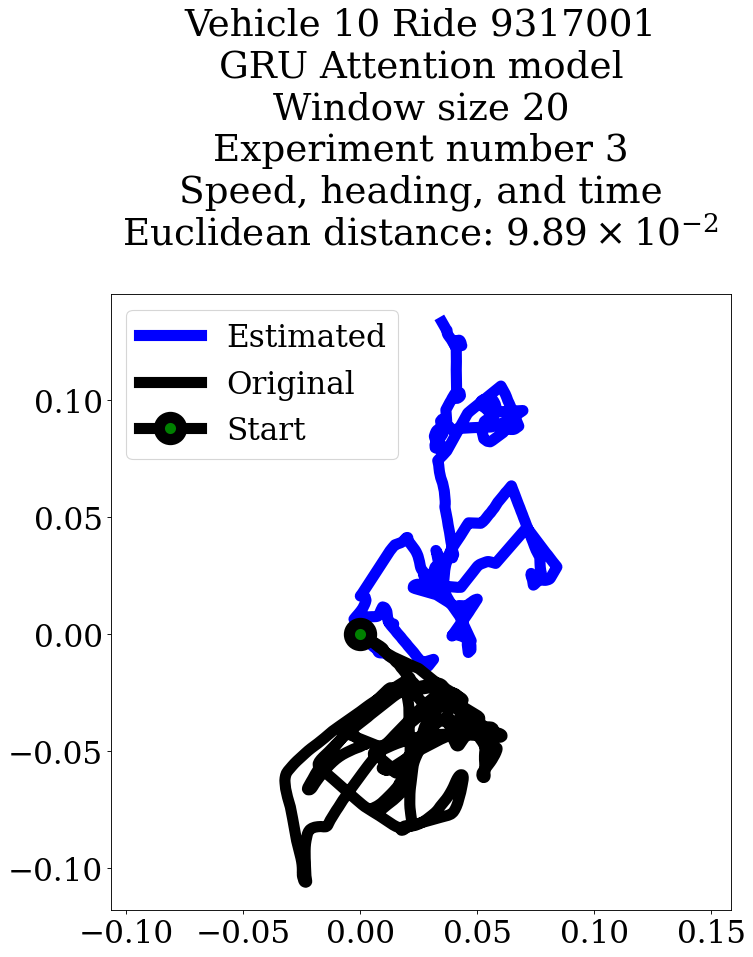 Vehicle 10 Ride 9317001
GRU Attention model
Window size 20
Experiment number 3
Speed, heading, and time
Euclidean distance: 9.89 × 10⁻²
Estimated
Original
Start
0.10
0.05
0.00
−0.05
−0.10
−0.10 −0.05 0.00 0.05 0.10 0.15